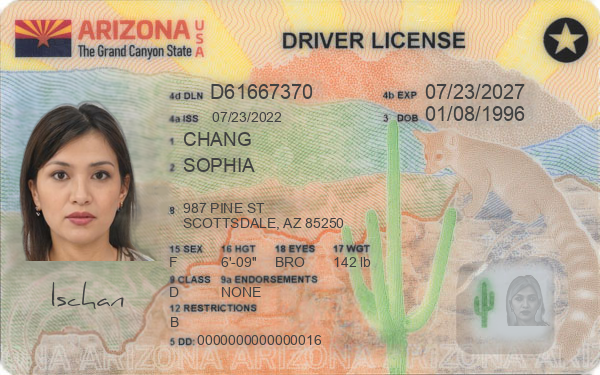 ARIZONA USA
The Grand Canyon State
DRIVER LICENSE
4d DLN D61667370 4b EXP 07/23/2027
4a ISS 07/23/2022 3 DOB 01/08/1996
1 CHANG
2 SOPHIA
8 987 PINE ST
SCOTTSDALE, AZ 85250
15 SEX 16 HGT 18 EYES 17 WGT
F 6'-09" BRO 142 lb
9 CLASS 9a ENDORSEMENTS
D NONE
12 RESTRICTIONS
B
5 DD: 0000000000000016
Ischan
ARIZONA ARIZONA ARIZONA ARIZONA